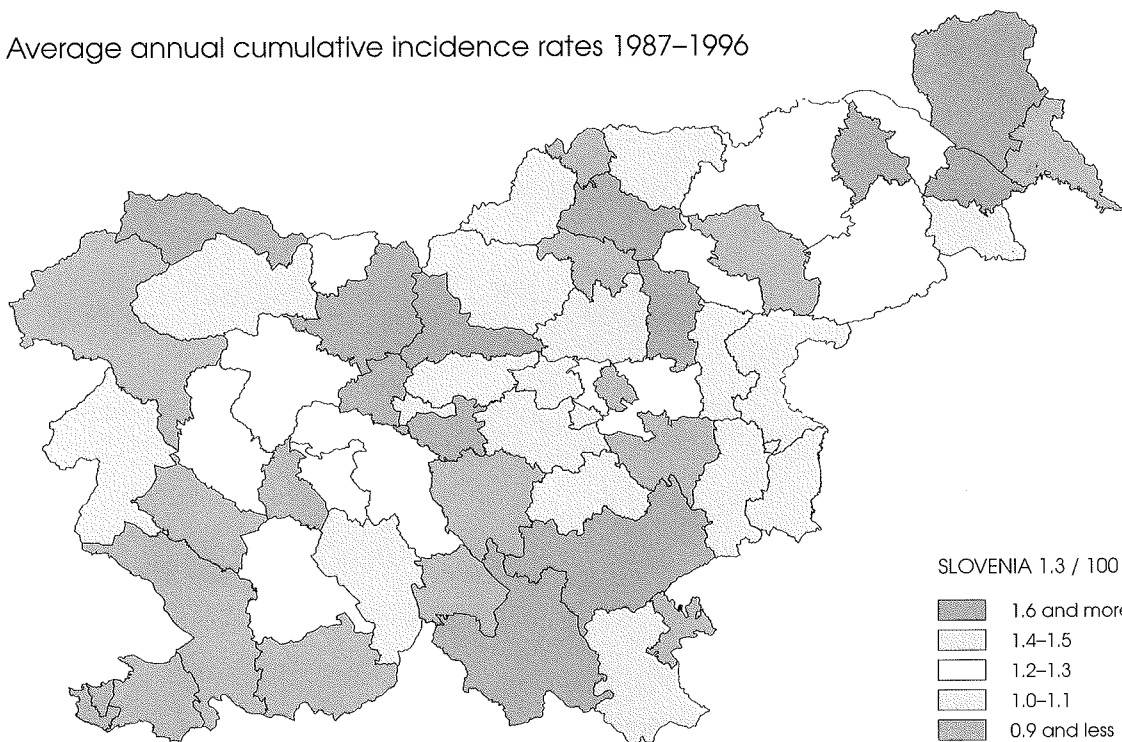 Average annual cumulative incidence rates 1987–1996
SLOVENIA 1.3 / 100
1.6 and more
1.4–1.5
1.2–1.3
1.0–1.1
0.9 and less